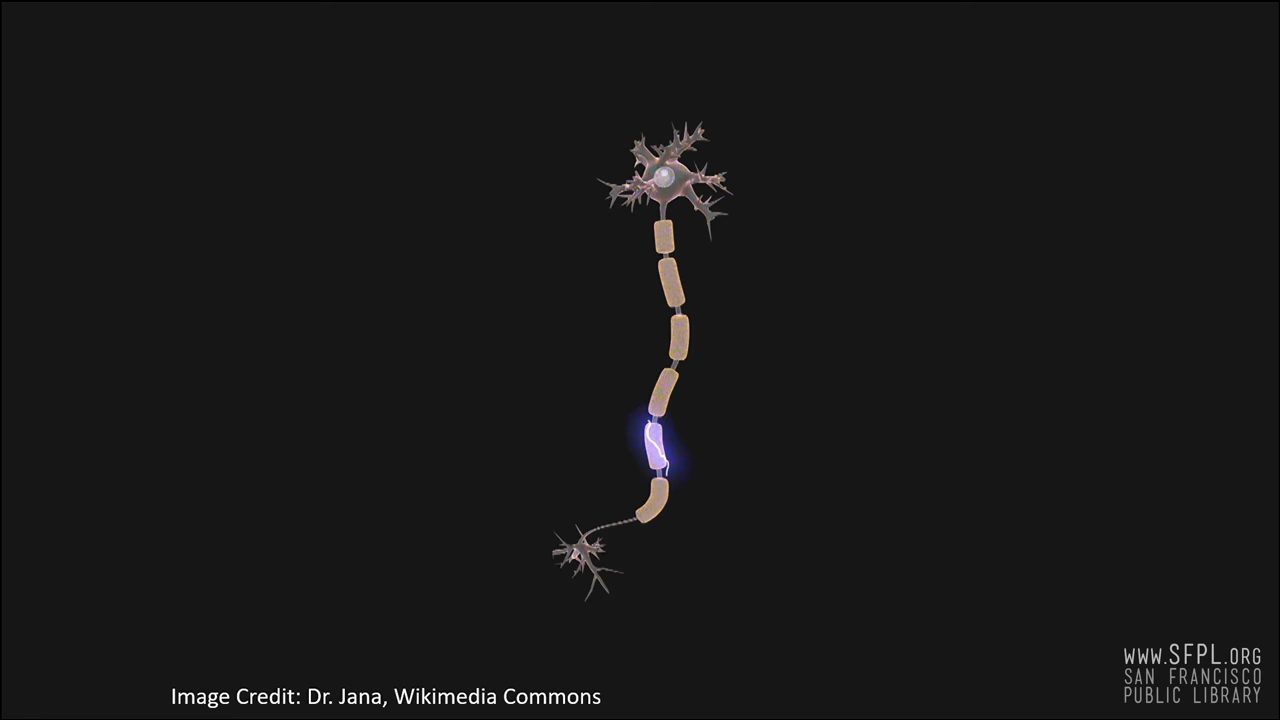 Image Credit: Dr. Jana, Wikimedia Commons
WWW.SFPL.ORG
SAN FRANCISCO
PUBLIC LIBRARY